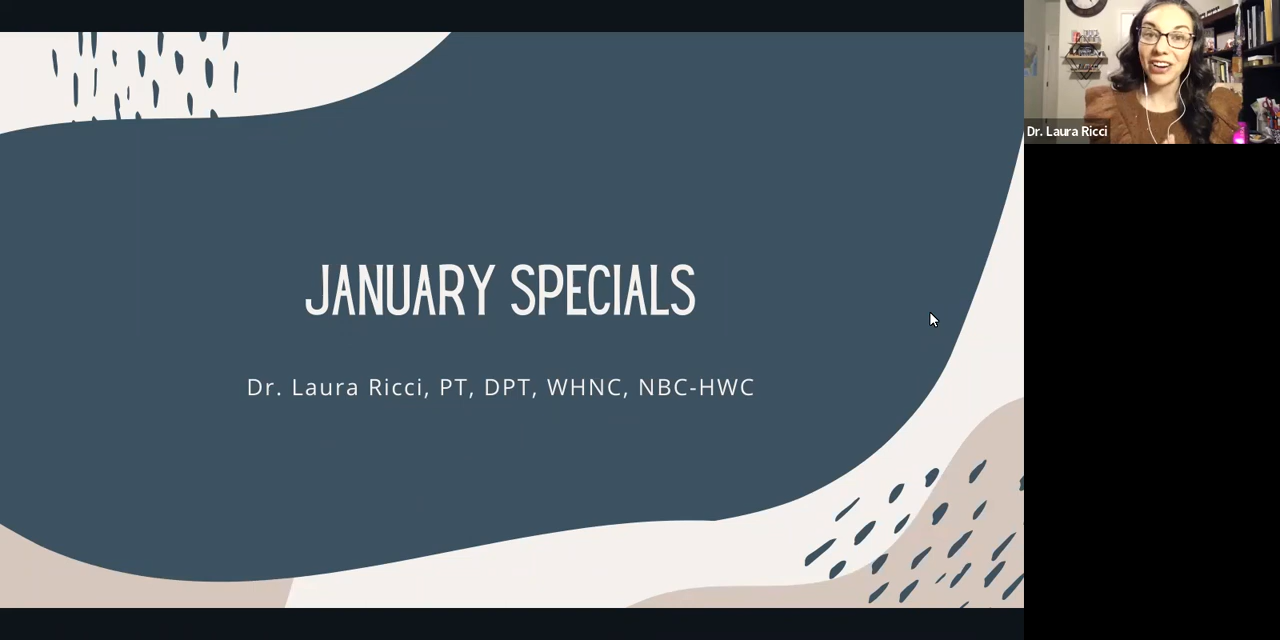 JANUARY SPECIALS
Dr. Laura Ricci, PT, DPT, WHNC, NBC-HWC
Dr. Laura Ricci